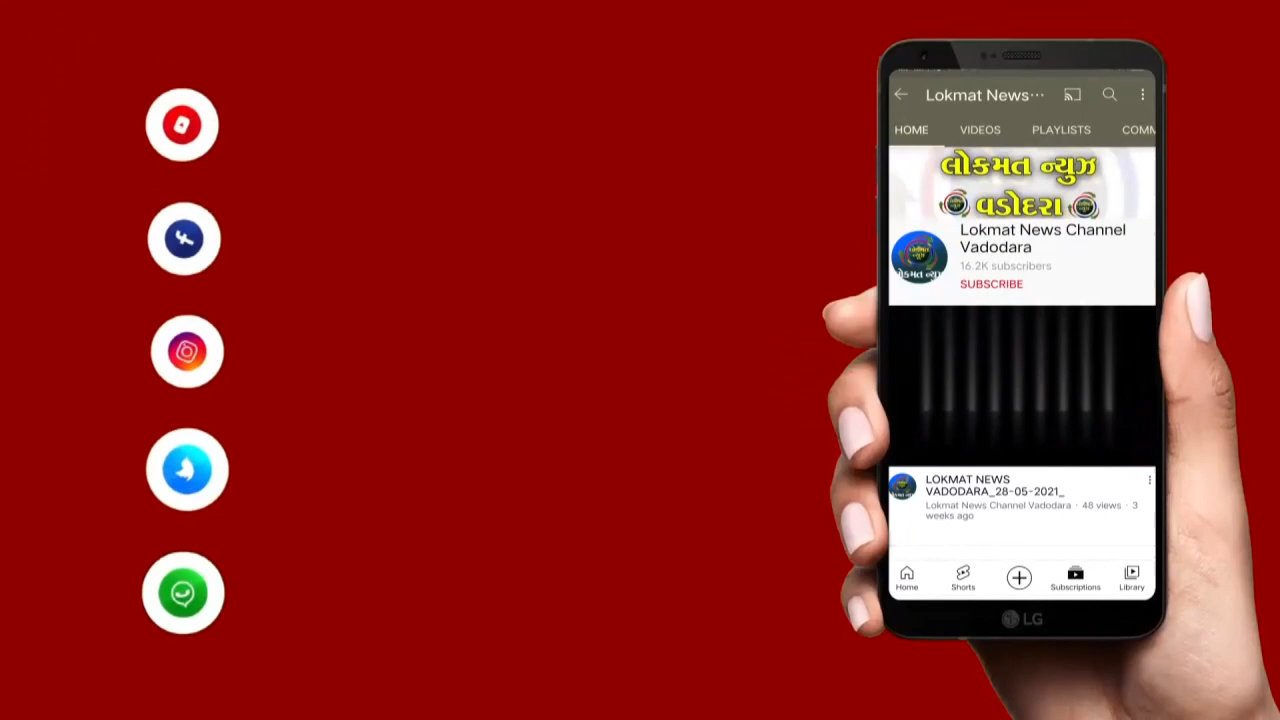 Lokmat News···
HOME VIDEOS PLAYLISTS COMM
લોકમત ન્યુઝ
વડોદરા
Lokmat News Channel
Vadodara
16.2K subscribers
SUBSCRIBE
LOKMAT NEWS
VADODARA_28-05-2021_
Lokmat News Channel Vadodara · 48 views · 3
weeks ago
Home Shorts Subscriptions Library
LG